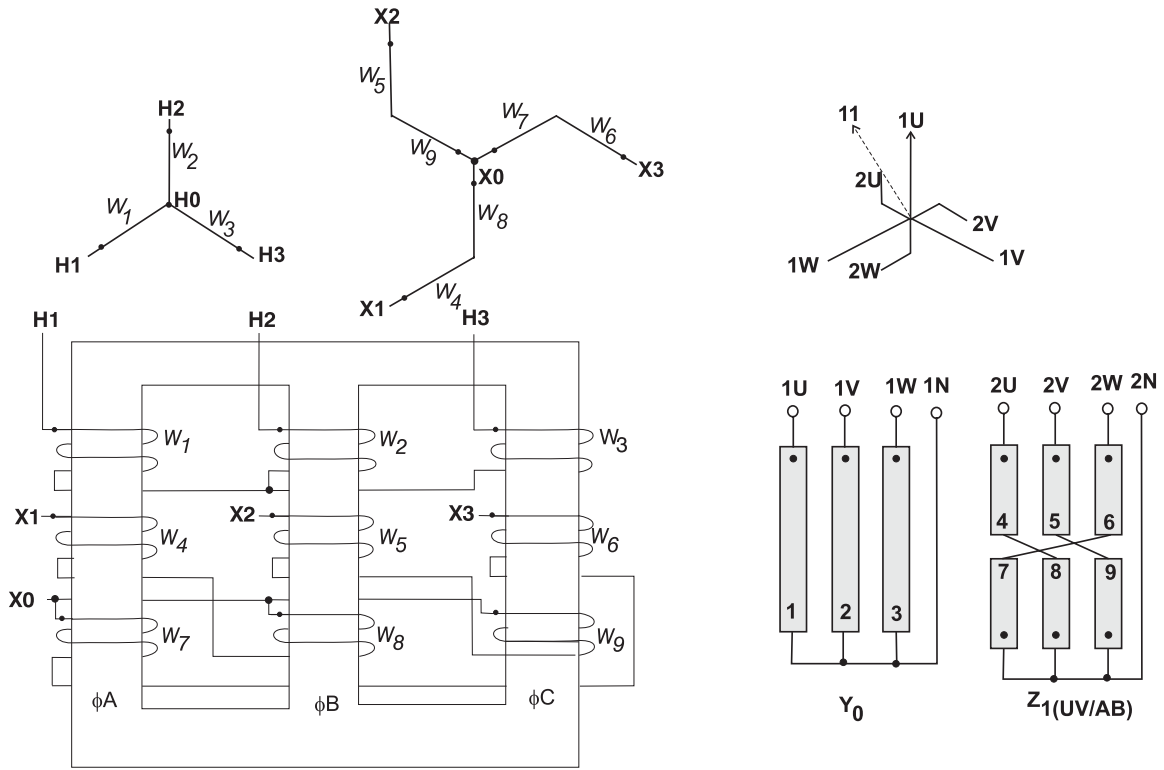 X2
W5
W9
W7
W6
X3
X0
W8
W4
X1
H2
W2
H0
W1
W3
H1
H3
11
1U
2U
2V
1W
2W
1V
H1
H2
H3
W1
W2
W3
X1
X2
X3
W4
W5
W6
X0
W7
W8
W9
ϕA
ϕB
ϕC
1U 1V 1W 1N
2U 2V 2W 2N
4 5 6
7 8 9
1 2 3
Y0
Z1(UV/AB)